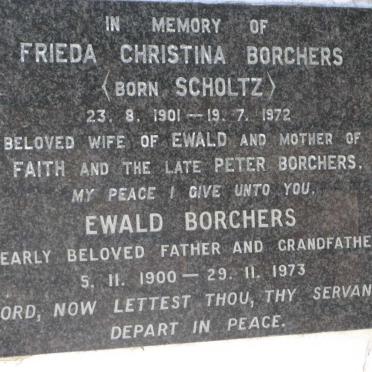 IN MEMORY OF
FRIEDA CHRISTINA BORCHERS
(BORN SCHOLTZ)
23. 8. 1901 — 19. 7. 1972
BELOVED WIFE OF EWALD AND MOTHER OF
FAITH AND THE LATE PETER BORCHERS.
MY PEACE I GIVE UNTO YOU.
EWALD BORCHERS
EARLY BELOVED FATHER AND GRANDFATHE
5. 11. 1900 — 29. 11. 1973
ORD, NOW LETTEST THOU, THY SERVAN
DEPART IN PEACE.